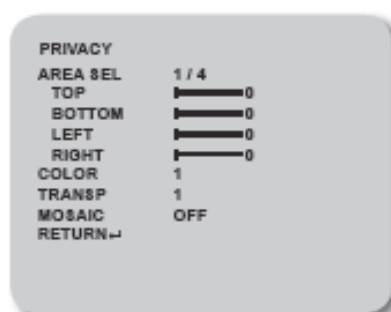 PRIVACY
AREA SEL 1 / 4
TOP 0
BOTTOM 0
LEFT 0
RIGHT 0
COLOR 1
TRANSP 1
MOSAIC OFF
RETURN↵